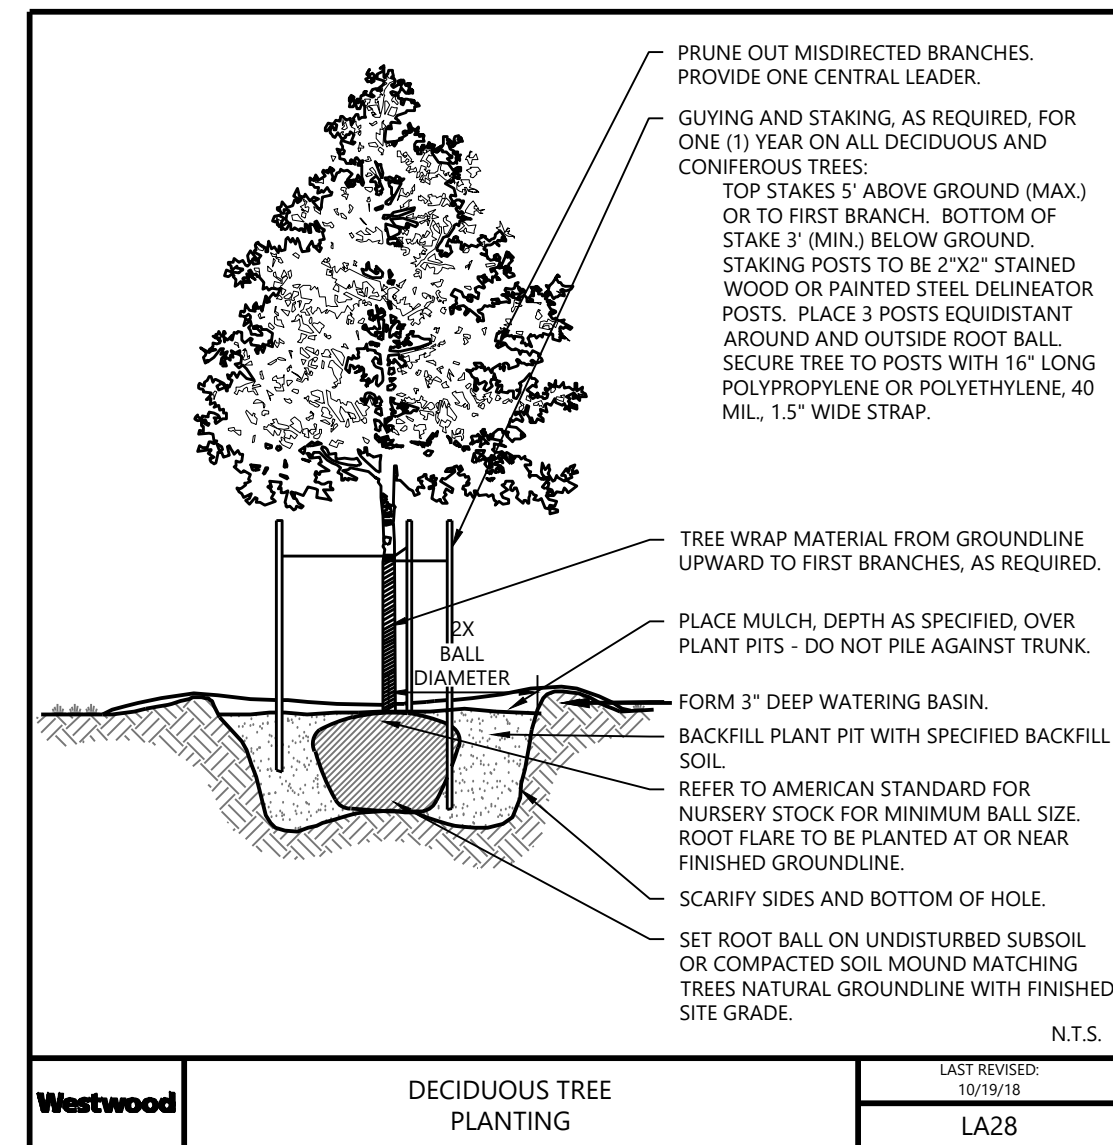 PRUNE OUT MISDIRECTED BRANCHES.
PROVIDE ONE CENTRAL LEADER.
GUYING AND STAKING, AS REQUIRED, FOR
ONE (1) YEAR ON ALL DECIDUOUS AND
CONIFEROUS TREES:
TOP STAKES 5' ABOVE GROUND (MAX.)
OR TO FIRST BRANCH. BOTTOM OF
STAKE 3' (MIN.) BELOW GROUND.
STAKING POSTS TO BE 2"X2" STAINED
WOOD OR PAINTED STEEL DELINEATOR
POSTS. PLACE 3 POSTS EQUIDISTANT
AROUND AND OUTSIDE ROOT BALL.
SECURE TREE TO POSTS WITH 16" LONG
POLYPROPYLENE OR POLYETHYLENE, 40
MIL., 1.5" WIDE STRAP.
TREE WRAP MATERIAL FROM GROUNDLINE
UPWARD TO FIRST BRANCHES, AS REQUIRED.
2X
BALL
DIAMETER
PLACE MULCH, DEPTH AS SPECIFIED, OVER
PLANT PITS - DO NOT PILE AGAINST TRUNK.
FORM 3" DEEP WATERING BASIN.
BACKFILL PLANT PIT WITH SPECIFIED BACKFILL
SOIL.
REFER TO AMERICAN STANDARD FOR
NURSERY STOCK FOR MINIMUM BALL SIZE.
ROOT FLARE TO BE PLANTED AT OR NEAR
FINISHED GROUNDLINE.
SCARIFY SIDES AND BOTTOM OF HOLE.
SET ROOT BALL ON UNDISTURBED SUBSOIL
OR COMPACTED SOIL MOUND MATCHING
TREES NATURAL GROUNDLINE WITH FINISHED
SITE GRADE.
N.T.S.
Westwood
DECIDUOUS TREE
PLANTING
LAST REVISED:
10/19/18
LA28